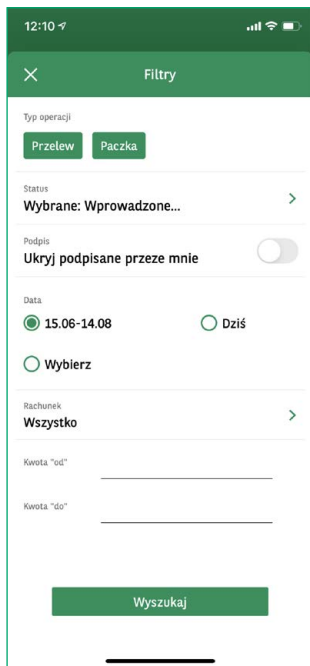 12:10
Filtry
Typ operacji
Przelew Paczka
Status
Wybrane: Wprowadzone...
Podpis
Ukryj podpisane przeze mnie
Data
15.06-14.08 Dziś
Wybierz
Rachunek
Wszystko
Kwota "od"
Kwota "do"
Wyszukaj